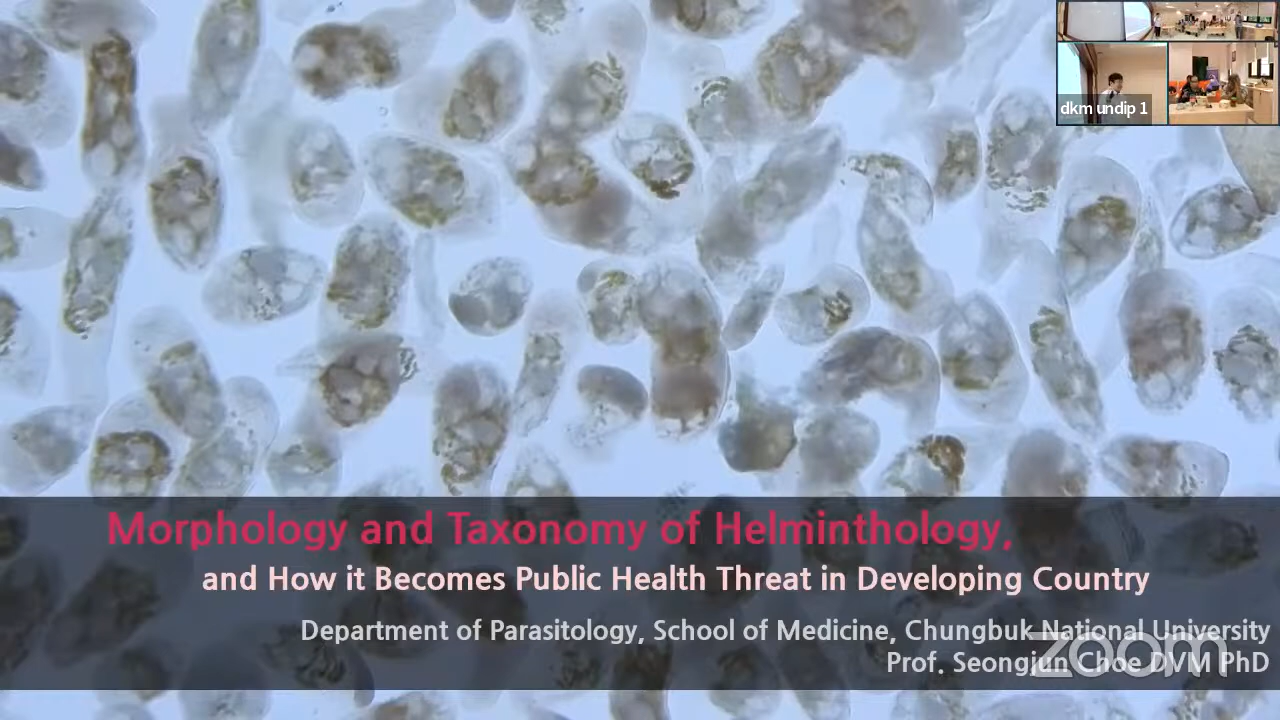 dkm undip 1
Morphology and Taxonomy of Helminthology,
and How it Becomes Public Health Threat in Developing Country
Department of Parasitology, School of Medicine, Chungbuk National University
Prof. Seongjun Choe DVM PhD
zoom